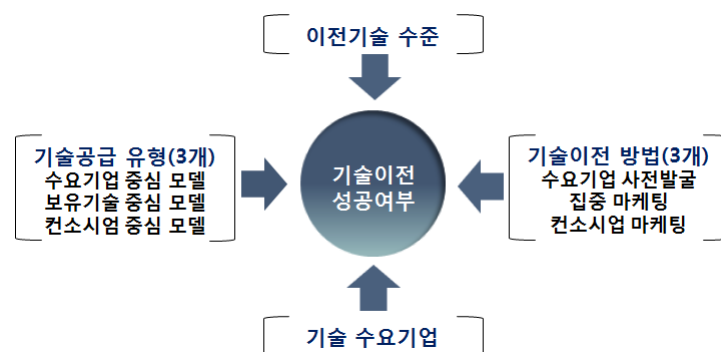 이전기술 수준
기술공급 유형(3개)
수요기업 중심 모델
보유기술 중심 모델
컨소시엄 중심 모델
기술이전
성공여부
기술이전 방법(3개)
수요기업 사전발굴
집중 마케팅
컨소시업 마케팅
기술 수요기업